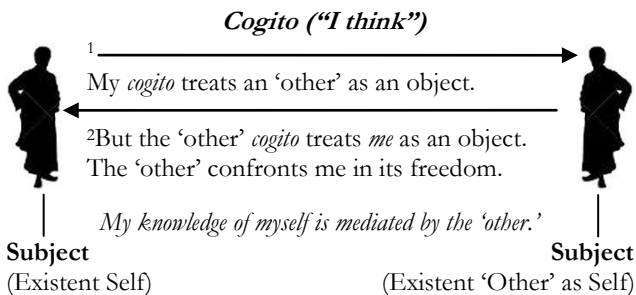 Cogito (“I think”)
1
My cogito treats an ‘other’ as an object.
2But the ‘other’ cogito treats me as an object.
The ‘other’ confronts me in its freedom.
My knowledge of myself is mediated by the ‘other.’
Subject Subject
(Existent Self) (Existent ‘Other’ as Self)